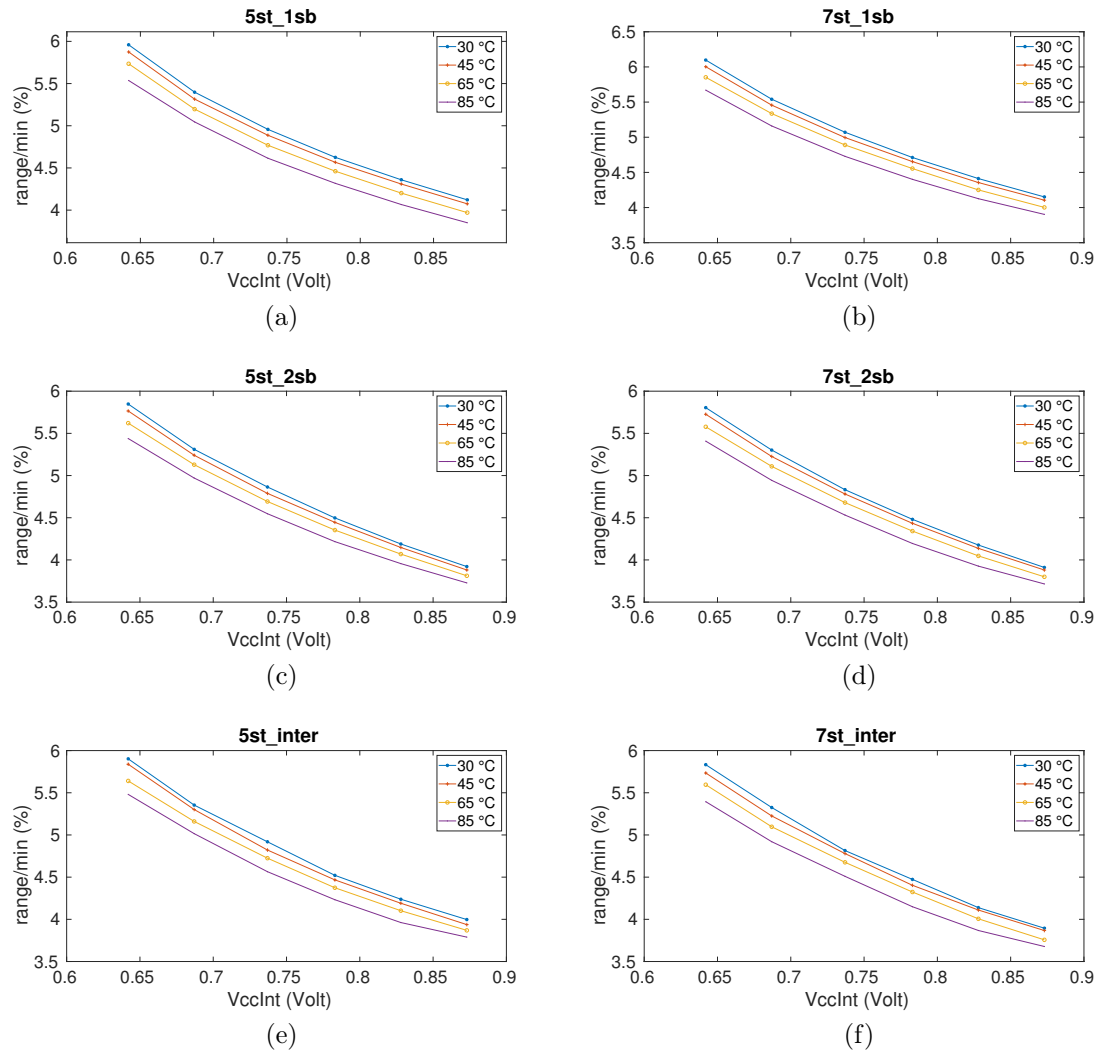 5st_1sb
6
5.5
5
4.5
4
range/min (%)
0.6 0.65 0.7 0.75 0.8 0.85
VccInt (Volt)
30 °C
45 °C
65 °C
85 °C
(a)
7st_1sb
6.5
6
5.5
5
4.5
4
3.5
range/min (%)
0.6 0.65 0.7 0.75 0.8 0.85 0.9
VccInt (Volt)
30 °C
45 °C
65 °C
85 °C
(b)
5st_2sb
6
5.5
5
4.5
4
3.5
range/min (%)
0.6 0.65 0.7 0.75 0.8 0.85 0.9
VccInt (Volt)
30 °C
45 °C
65 °C
85 °C
(c)
7st_2sb
6
5.5
5
4.5
4
3.5
range/min (%)
0.6 0.65 0.7 0.75 0.8 0.85 0.9
VccInt (Volt)
30 °C
45 °C
65 °C
85 °C
(d)
5st_inter
6
5.5
5
4.5
4
3.5
range/min (%)
0.6 0.65 0.7 0.75 0.8 0.85 0.9
VccInt (Volt)
30 °C
45 °C
65 °C
85 °C
(e)
7st_inter
6
5.5
5
4.5
4
3.5
range/min (%)
0.6 0.65 0.7 0.75 0.8 0.85 0.9
VccInt (Volt)
30 °C
45 °C
65 °C
85 °C
(f)